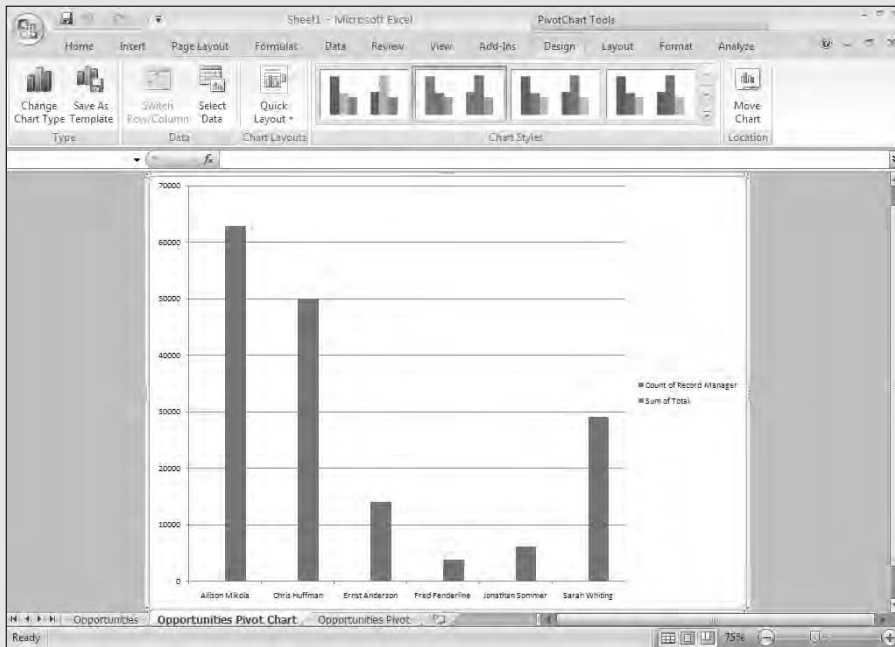 Sheet1 - Microsoft Excel
PivotChart Tools
Home Insert Page Layout Formulas Data Review View Add-Ins Design Layout Format Analyze
Change Chart Type
Save As Template
Switch Row/Column
Select Data
Quick Layout
Move Chart
Type Data Chart Layouts Chart Styles Location
fx
70000
60000
50000
40000
30000
20000
10000
0
Count of Record Manager
Sum of Total
Allison Mikola Chris Huffman Ernst Anderson Fred Fenderline Jonathan Sommer Sarah Whiting
Opportunities Opportunities Pivot Chart Opportunities Pivot
Ready 75%